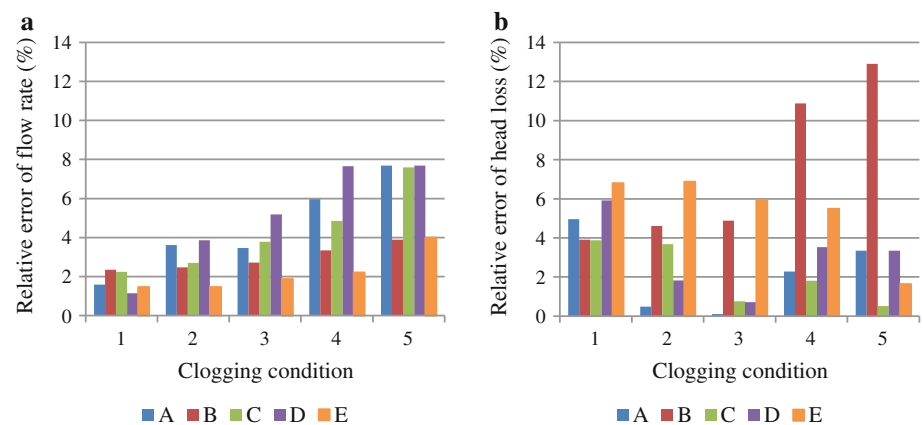 a
Relative error of flow rate (%)
14
12
10
8
6
4
2
0
1 2 3 4 5
Clogging condition
A B C D E
b
Relative error of head loss (%)
14
12
10
8
6
4
2
0
1 2 3 4 5
Clogging condition
A B C D E